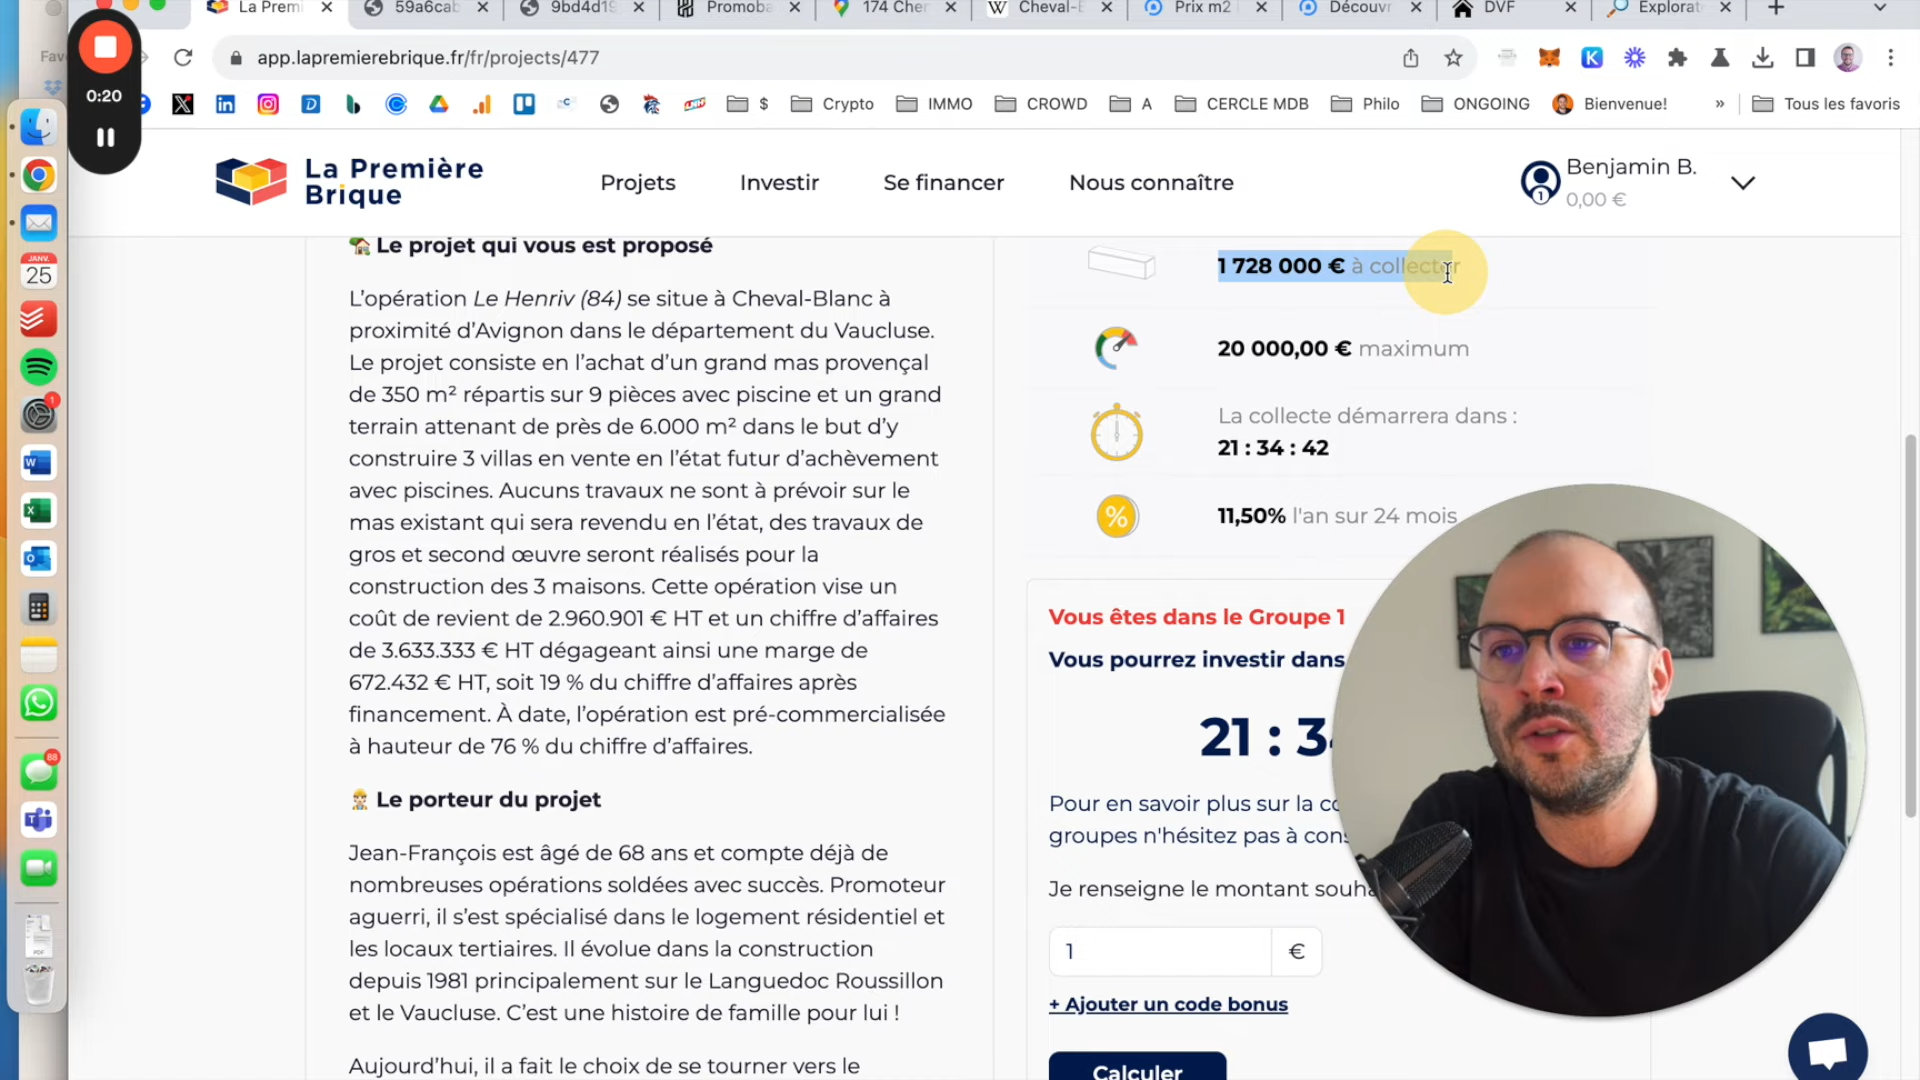 La Premi
59a6cab
9bd4d19
Promoba
174 Cher
Cheval-B
Prix m2
Découvr
DVF
Explorat
Fav
0:20
app.lapremierebrique.fr/fr/projects/477
$
Crypto
IMMO
CROWD
A
CERCLE MDB
Philo
ONGOING
Bienvenue!
»
Tous les favoris
JANV.
25
La Première
Brique
Projets
Investir
Se financer
Nous connaître
Benjamin B.
0,00 €
1
Le projet qui vous est proposé
L'opération Le Henriv (84) se situe à Cheval-Blanc à
proximité d'Avignon dans le département du Vaucluse.
Le projet consiste en l'achat d'un grand mas provençal
de 350 m² répartis sur 9 pièces avec piscine et un grand
terrain attenant de près de 6.000 m² dans le but d'y
construire 3 villas en vente en l'état futur d'achèvement
avec piscines. Aucuns travaux ne sont à prévoir sur le
mas existant qui sera revendu en l'état, des travaux de
gros et second œuvre seront réalisés pour la
construction des 3 maisons. Cette opération vise un
coût de revient de 2.960.901 € HT et un chiffre d'affaires
de 3.633.333 € HT dégageant ainsi une marge de
672.432 € HT, soit 19 % du chiffre d'affaires après
financement. À date, l'opération est pré-commercialisée
à hauteur de 76 % du chiffre d'affaires.
Le porteur du projet
Jean-François est âgé de 68 ans et compte déjà de
nombreuses opérations soldées avec succès. Promoteur
aguerri, il s'est spécialisé dans le logement résidentiel et
les locaux tertiaires. Il évolue dans la construction
depuis 1981 principalement sur le Languedoc Roussillon
et le Vaucluse. C'est une histoire de famille pour lui !
Aujourd'hui, il a fait le choix de se tourner vers le
1 728 000 € à collecter
20 000,00 € maximum
La collecte démarrera dans :
21 : 34 : 42
11,50% l'an sur 24 mois
Vous êtes dans le Groupe 1
Vous pourrez investir dans
21 : 34
Pour en savoir plus sur la co
groupes n'hésitez pas à cons
Je renseigne le montant souha
1
€
+ Ajouter un code bonus
Calculer